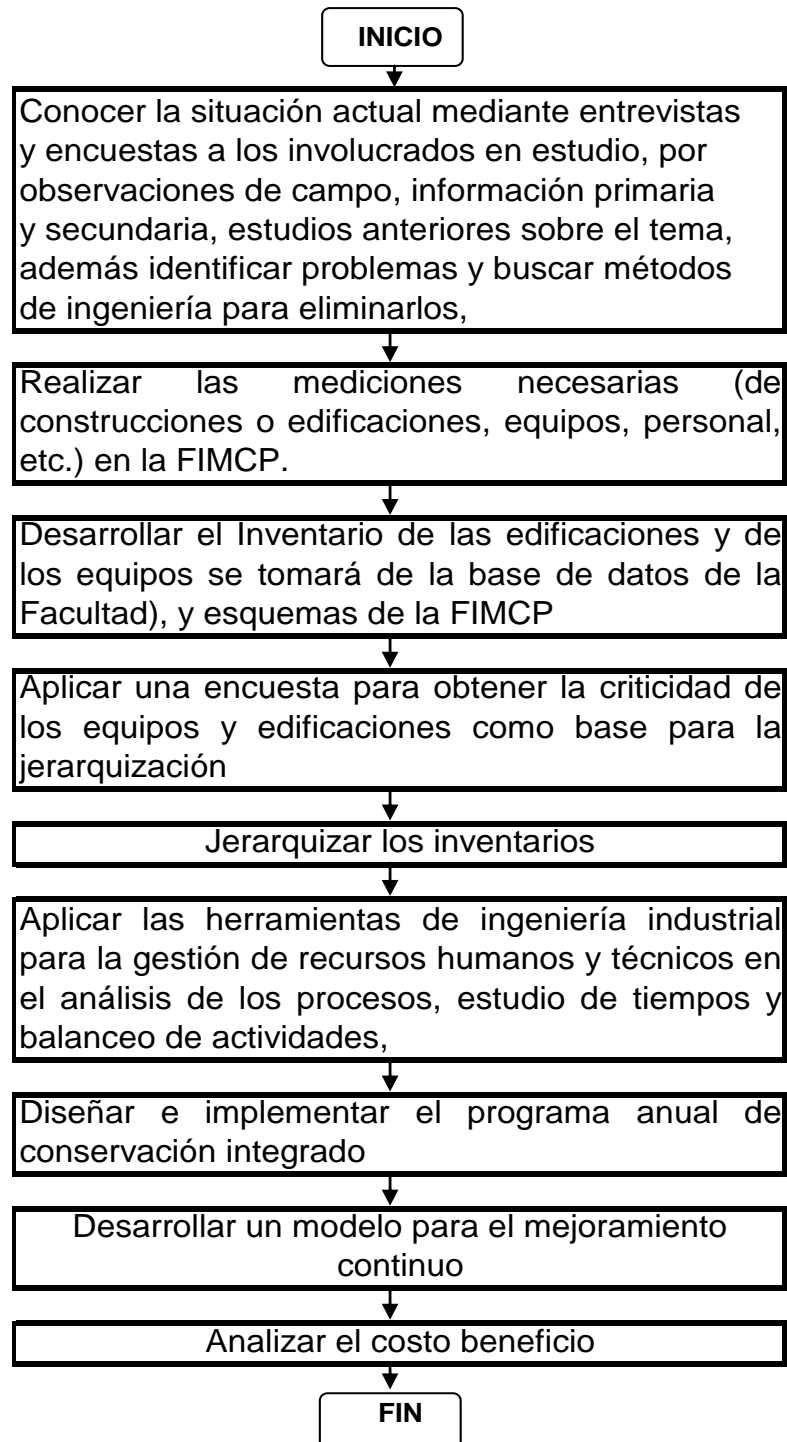 INICIO
Conocer la situación actual mediante entrevistas
y encuestas a los involucrados en estudio, por
observaciones de campo, información primaria
y secundaria, estudios anteriores sobre el tema,
además identificar problemas y buscar métodos
de ingeniería para eliminarlos,
Realizar las mediciones necesarias (de
construcciones o edificaciones, equipos, personal,
etc.) en la FIMCP.
Desarrollar el Inventario de las edificaciones y de
los equipos se tomará de la base de datos de la
Facultad), y esquemas de la FIMCP
Aplicar una encuesta para obtener la criticidad de
los equipos y edificaciones como base para la
jerarquización
Jerarquizar los inventarios
Aplicar las herramientas de ingeniería industrial
para la gestión de recursos humanos y técnicos en
el análisis de los procesos, estudio de tiempos y
balanceo de actividades,
Diseñar e implementar el programa anual de
conservación integrado
Desarrollar un modelo para el mejoramiento
continuo
Analizar el costo beneficio
FIN